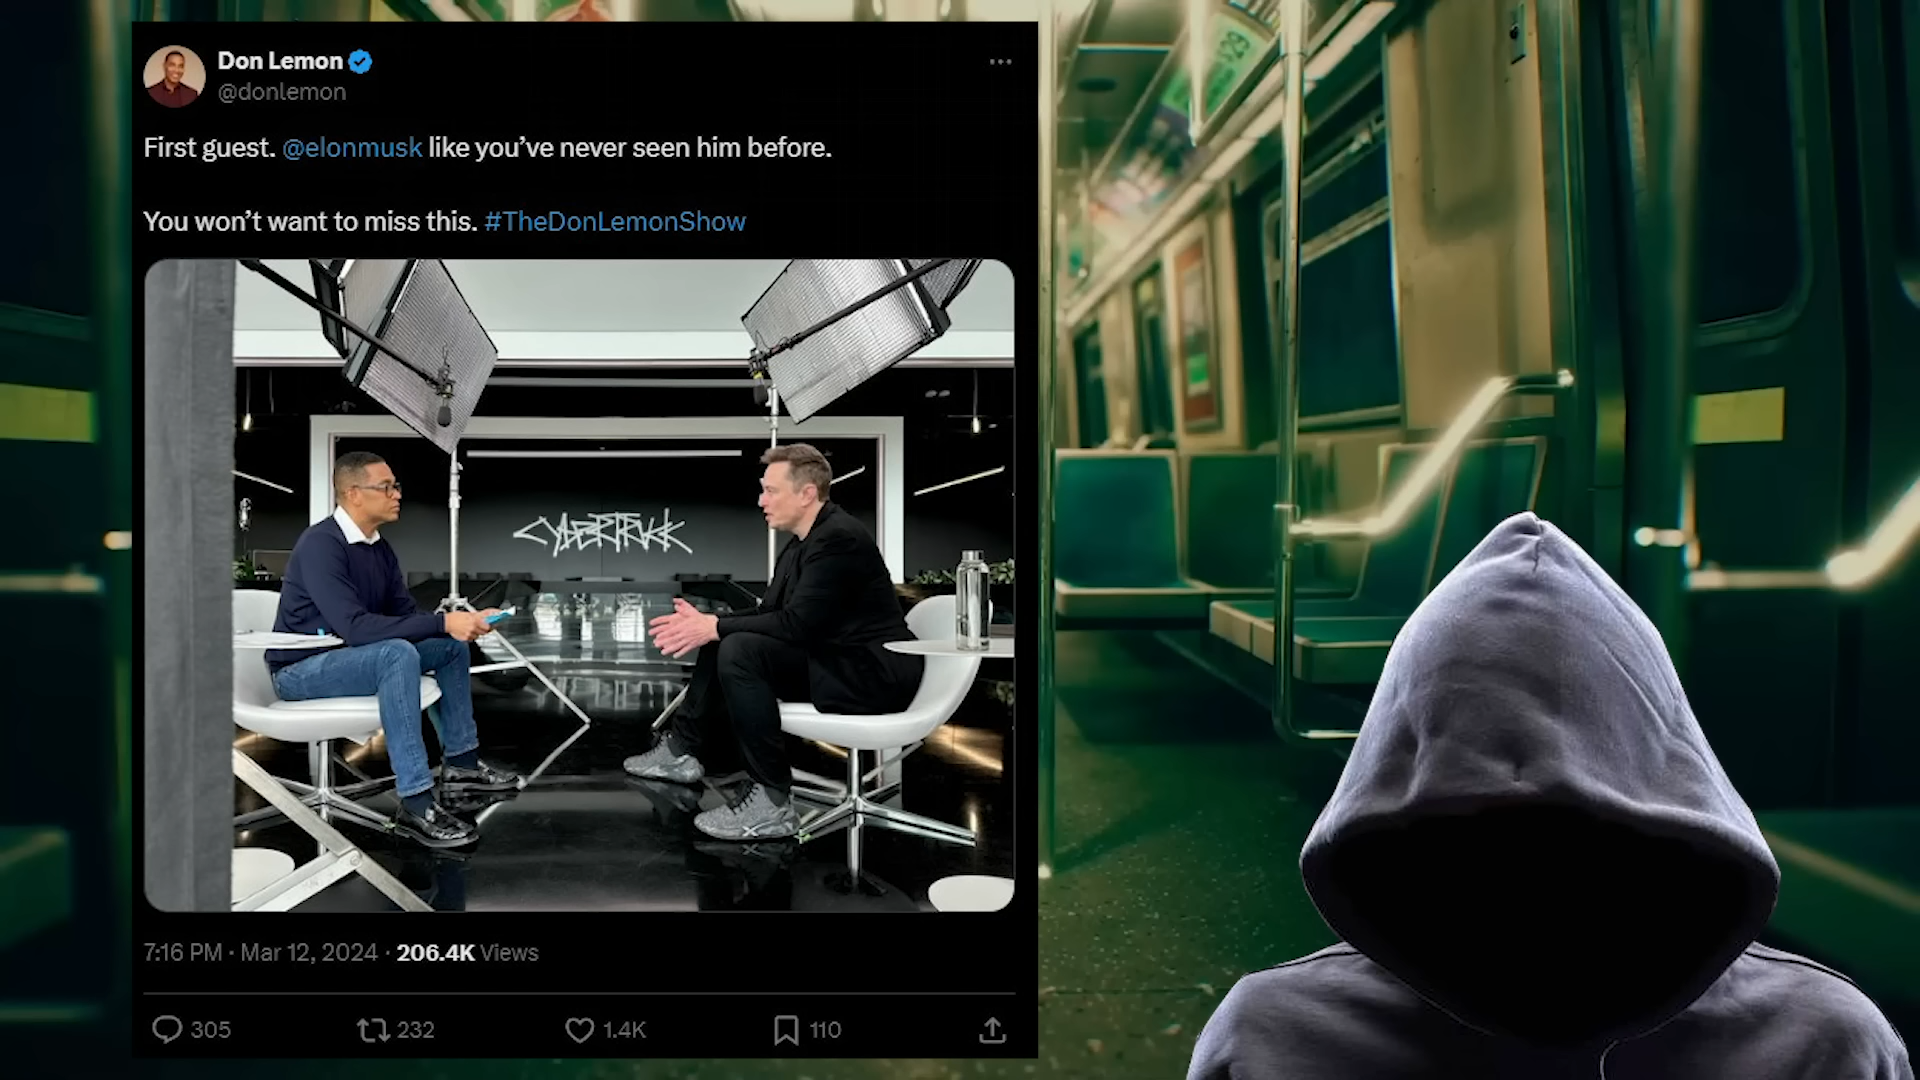 Don Lemon
@donlemon
First guest. @elonmusk like you’ve never seen him before.
You won’t want to miss this. #TheDonLemonShow
CYBERTRUCK
7:16 PM · Mar 12, 2024 · 206.4K Views
305 232 1.4K 110